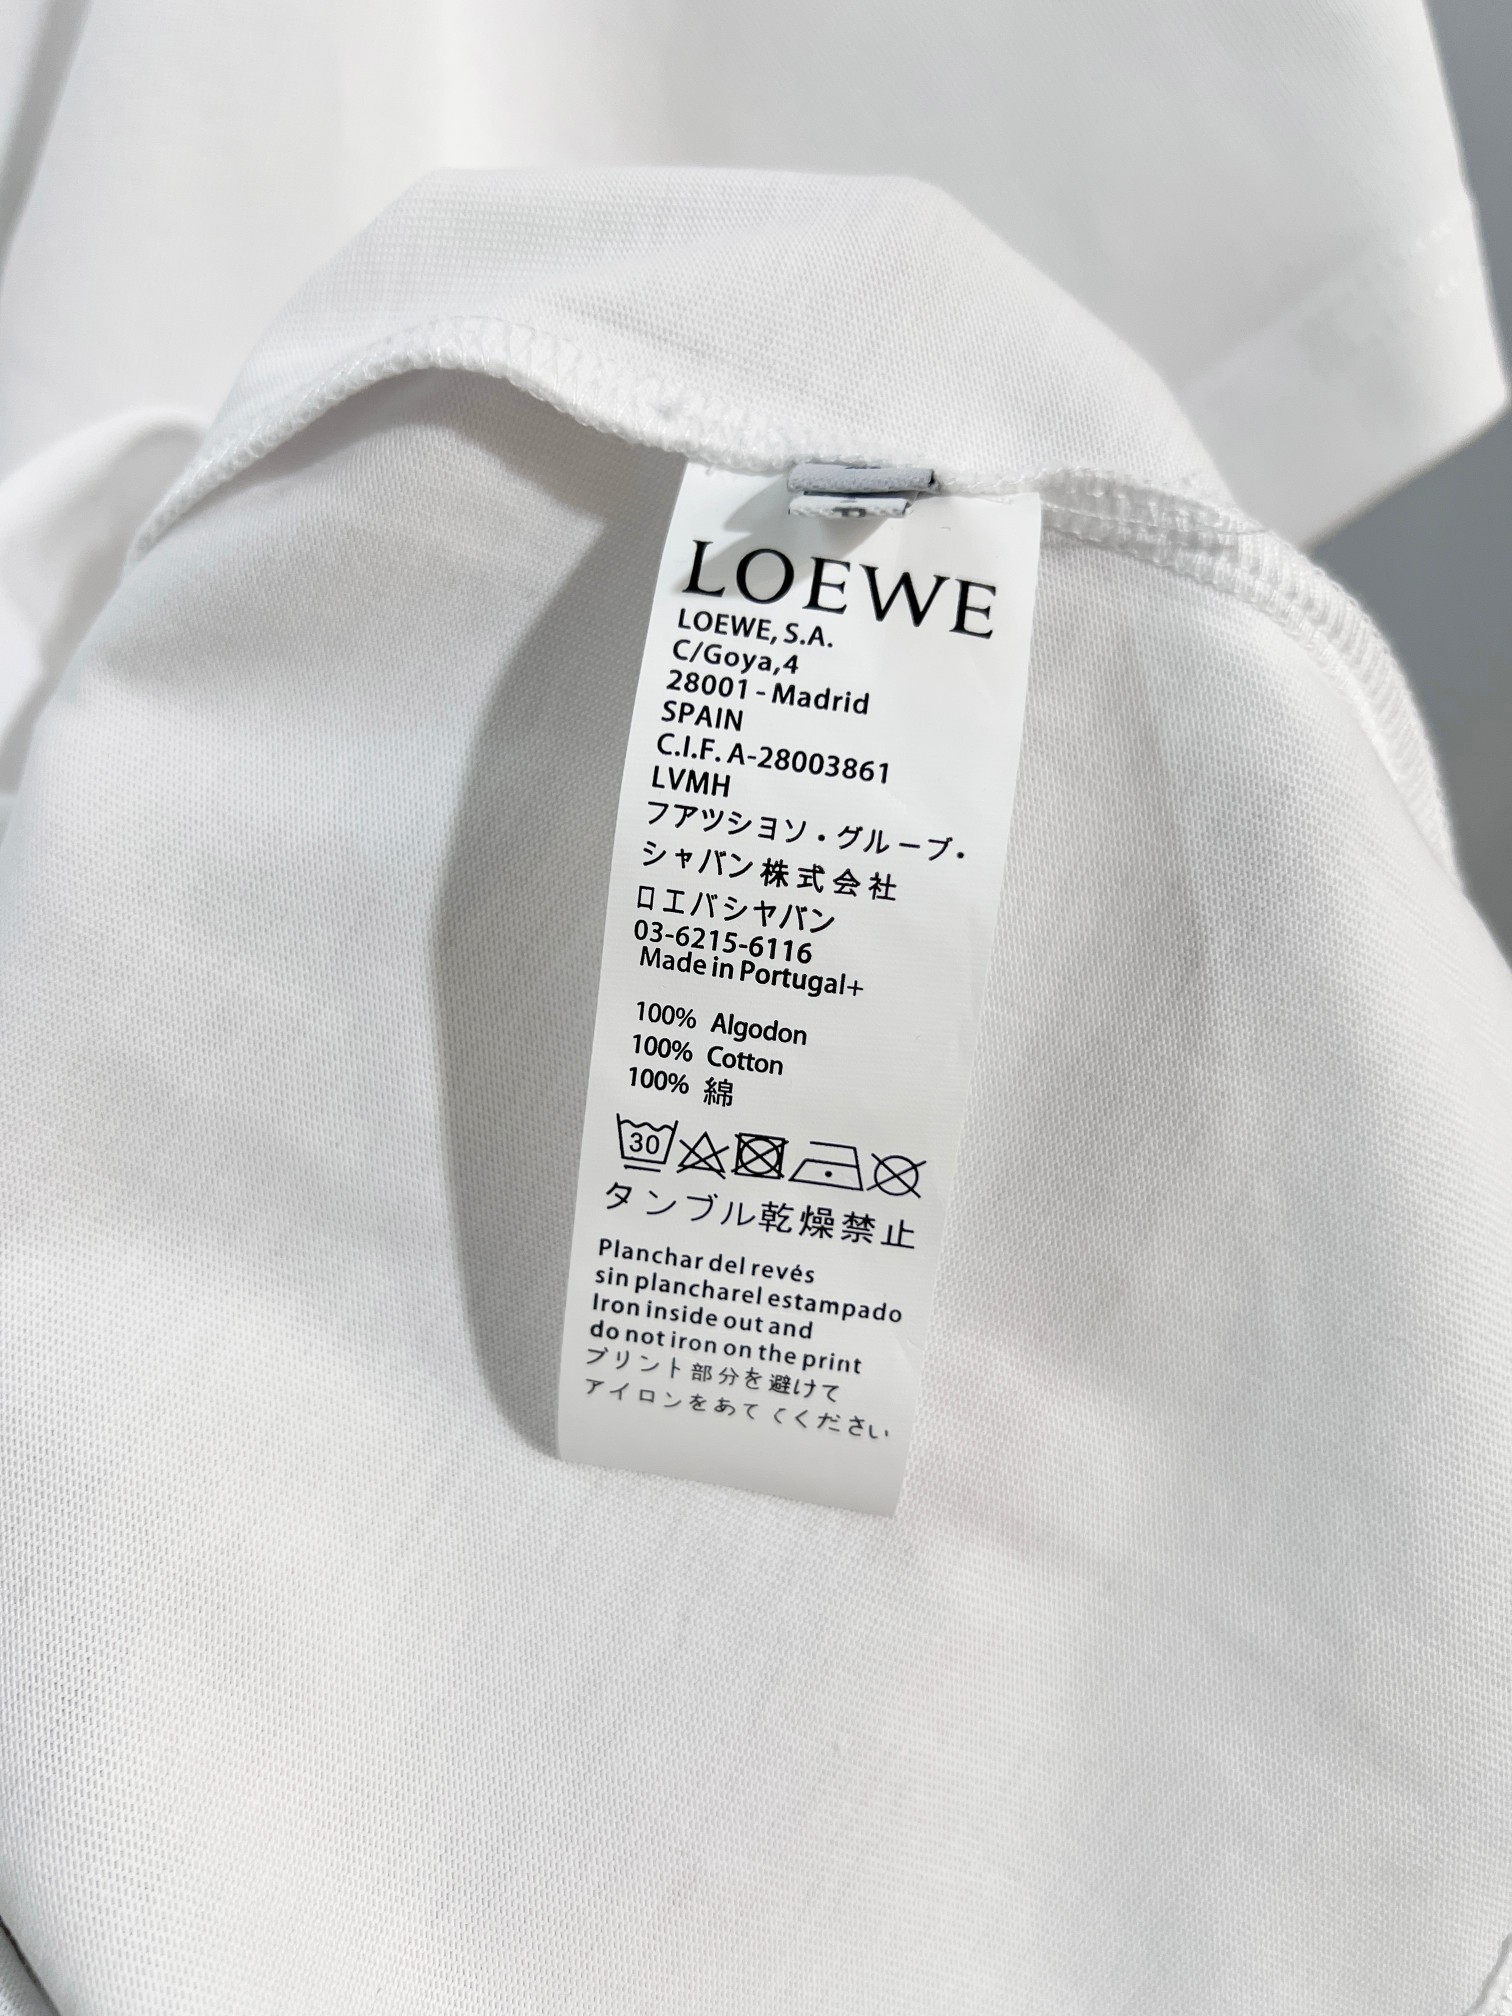 LOEWE
LOEWE, S.A.
C/Goya,4
28001 - Madrid
SPAIN
C.I.F. A-28003861
LVMH
フアツシヨソ・グループ・
シャバン株式会社
ロエバシヤバン
03-6215-6116
Made in Portugal+
100% Algodon
100% Cotton
100% 綿
30
タンブル乾燥禁止
Planchar del revés
sin plancharel estampado
Iron inside out and
do not iron on the print
プリント部分を避けて
アイロンをあててください